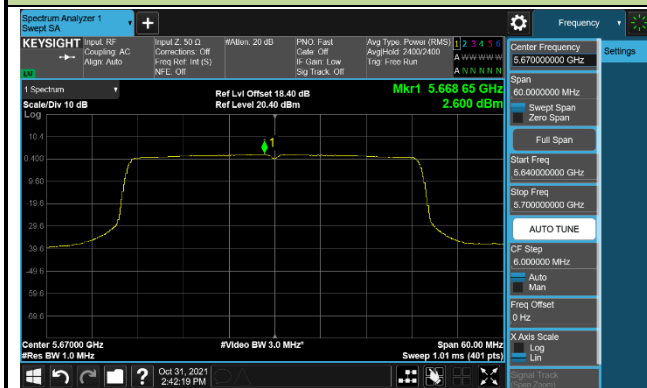 Spectrum Analyzer 1
Swept SA
Frequency
KEYSIGHT
Input: RF
Coupling: AC
Align: Auto
Input Z: 50 Ω
Corrections: Off
Freq Ref: Int (S)
NFE: Off
#Atten: 20 dB
PNO: Fast
Gate: Off
IF Gain: Low
Sig Track: Off
Avg Type: Power (RMS)
Avg|Hold: 2400/2400
Trig: Free Run
1 2 3 4 5 6
A W W W W W
A N N N N N
LM
Center Frequency
5.670000000 GHz
Settings
Span
60.0000000 MHz
Swept Span
Zero Span
Full Span
Start Freq
5.640000000 GHz
Stop Freq
5.700000000 GHz
AUTO TUNE
CF Step
6.000000 MHz
Auto
Man
Freq Offset
0 Hz
X Axis Scale
Log
Lin
Signal Track
(Span Zoom)
1 Spectrum
Scale/Div 10 dB
Log
Ref Lvl Offset 18.40 dB
Ref Level 20.40 dBm
Mkr1 5.668 65 GHz
2.600 dBm
1
10.4
0.400
-9.60
-19.6
-29.6
-39.6
-49.6
-59.6
-69.6
Center 5.67000 GHz
#Res BW 1.0 MHz
#Video BW 3.0 MHz*
Span 60.00 MHz
Sweep 1.01 ms (401 pts)
Oct 31, 2021
2:42:19 PM